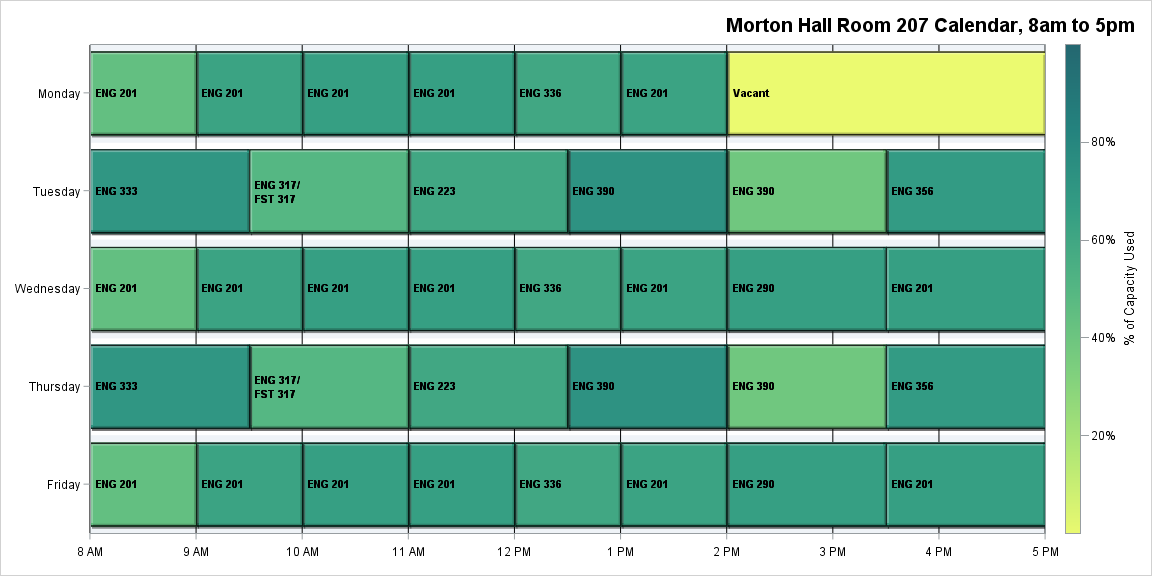 Morton Hall Room 207 Calendar, 8am to 5pm
Monday
ENG 201
ENG 201
ENG 201
ENG 201
ENG 336
ENG 201
Vacant
Tuesday
ENG 333
ENG 317/
FST 317
ENG 223
ENG 390
ENG 390
ENG 356
Wednesday
ENG 201
ENG 201
ENG 201
ENG 201
ENG 336
ENG 201
ENG 290
ENG 201
Thursday
ENG 333
ENG 317/
FST 317
ENG 223
ENG 390
ENG 390
ENG 356
Friday
ENG 201
ENG 201
ENG 201
ENG 201
ENG 336
ENG 201
ENG 290
ENG 201
8 AM
9 AM
10 AM
11 AM
12 PM
1 PM
2 PM
3 PM
4 PM
5 PM
80%
60%
40%
20%
% of Capacity Used